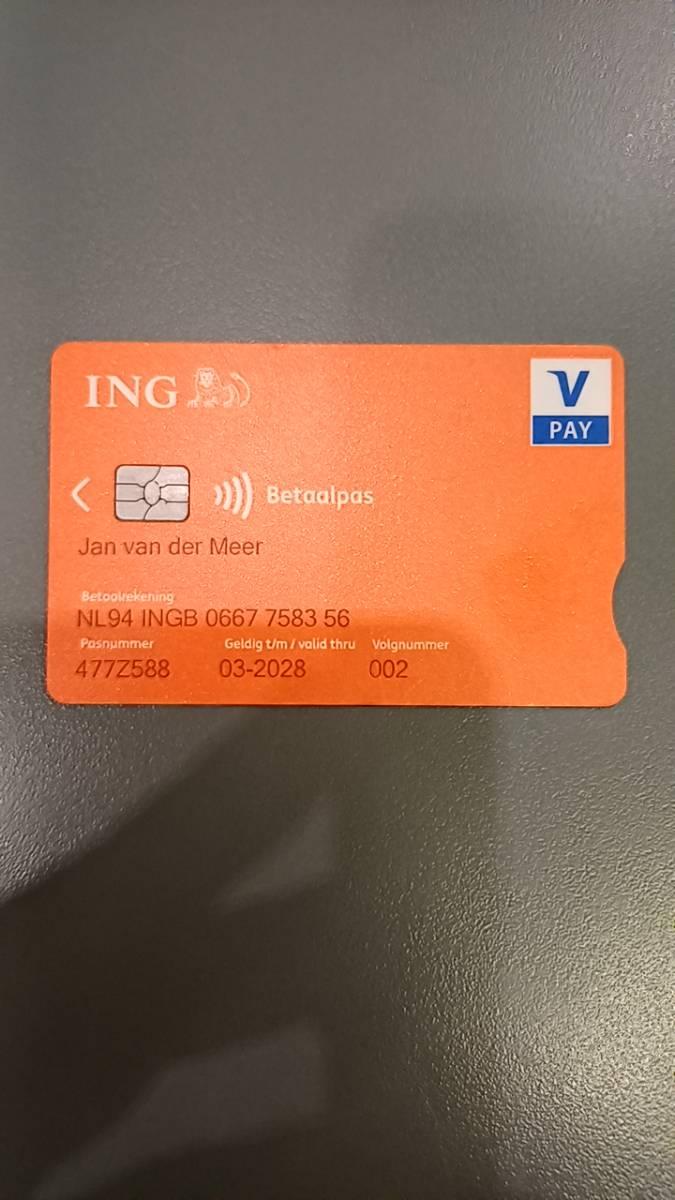 ING
V
PAY
Betaalpas
Jan van der Meer
Betaalrekening
NL94 INGB 0667 7583 56
Pasnummer Geldig t/m / valid thru Volgnummer
477Z588 03-2028 002